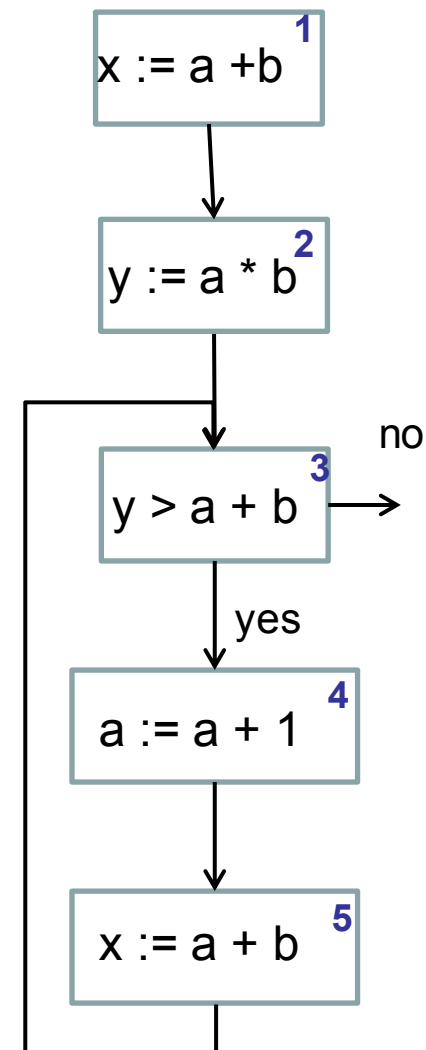 1
x := a +b
2
y := a * b
no
3
y > a + b
yes
4
a := a + 1
5
x := a + b